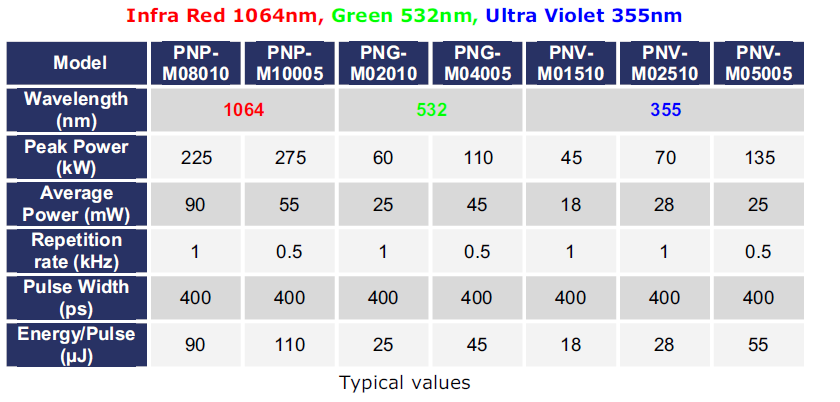 Infra Red 1064nm, Green 532nm, Ultra Violet 355nm
Model PNP-M08010 PNP-M10005 PNG-M02010 PNG-M04005 PNV-M01510 PNV-M02510 PNV-M05005
Wavelength (nm) 1064 532 355
Peak Power (kW) 225 275 60 110 45 70 135
Average Power (mW) 90 55 25 45 18 28 25
Repetition rate (kHz) 1 0.5 1 0.5 1 1 0.5
Pulse Width (ps) 400 400 400 400 400 400 400
Energy/Pulse (µJ) 90 110 25 45 18 28 55
Typical values